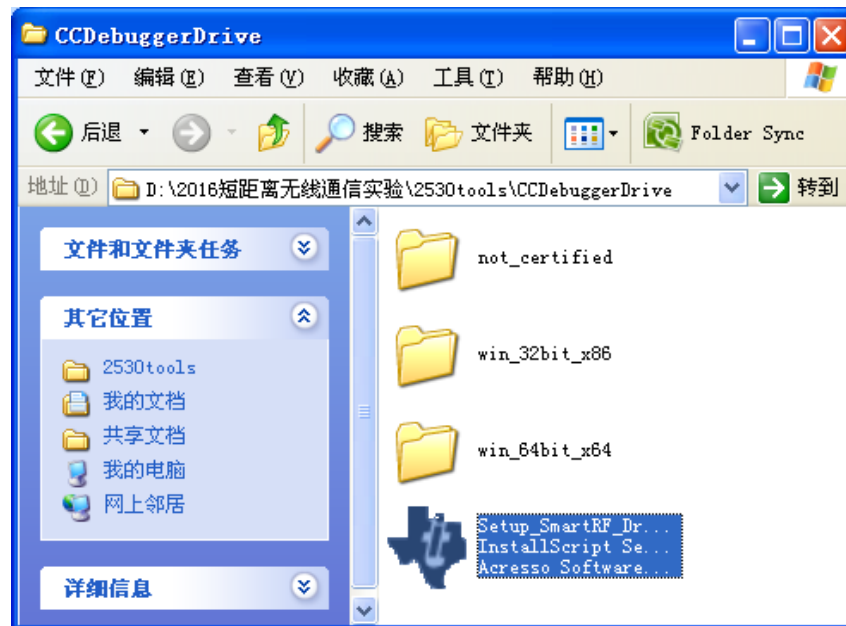 CCDebuggerDrive
文件(F) 编辑(E) 查看(V) 收藏(A) 工具(T) 帮助(H)
后退 搜索 文件夹 Folder Sync
地址(D) D:\2016短距离无线通信实验\2530tools\CCDebuggerDrive 转到
文件和文件夹任务
其它位置
2530tools
我的文档
共享文档
我的电脑
网上邻居
详细信息
not_certified
win_32bit_x86
win_64bit_x64
Setup_SmartRF_Dr...
InstallScript Se...
Acresso Software...